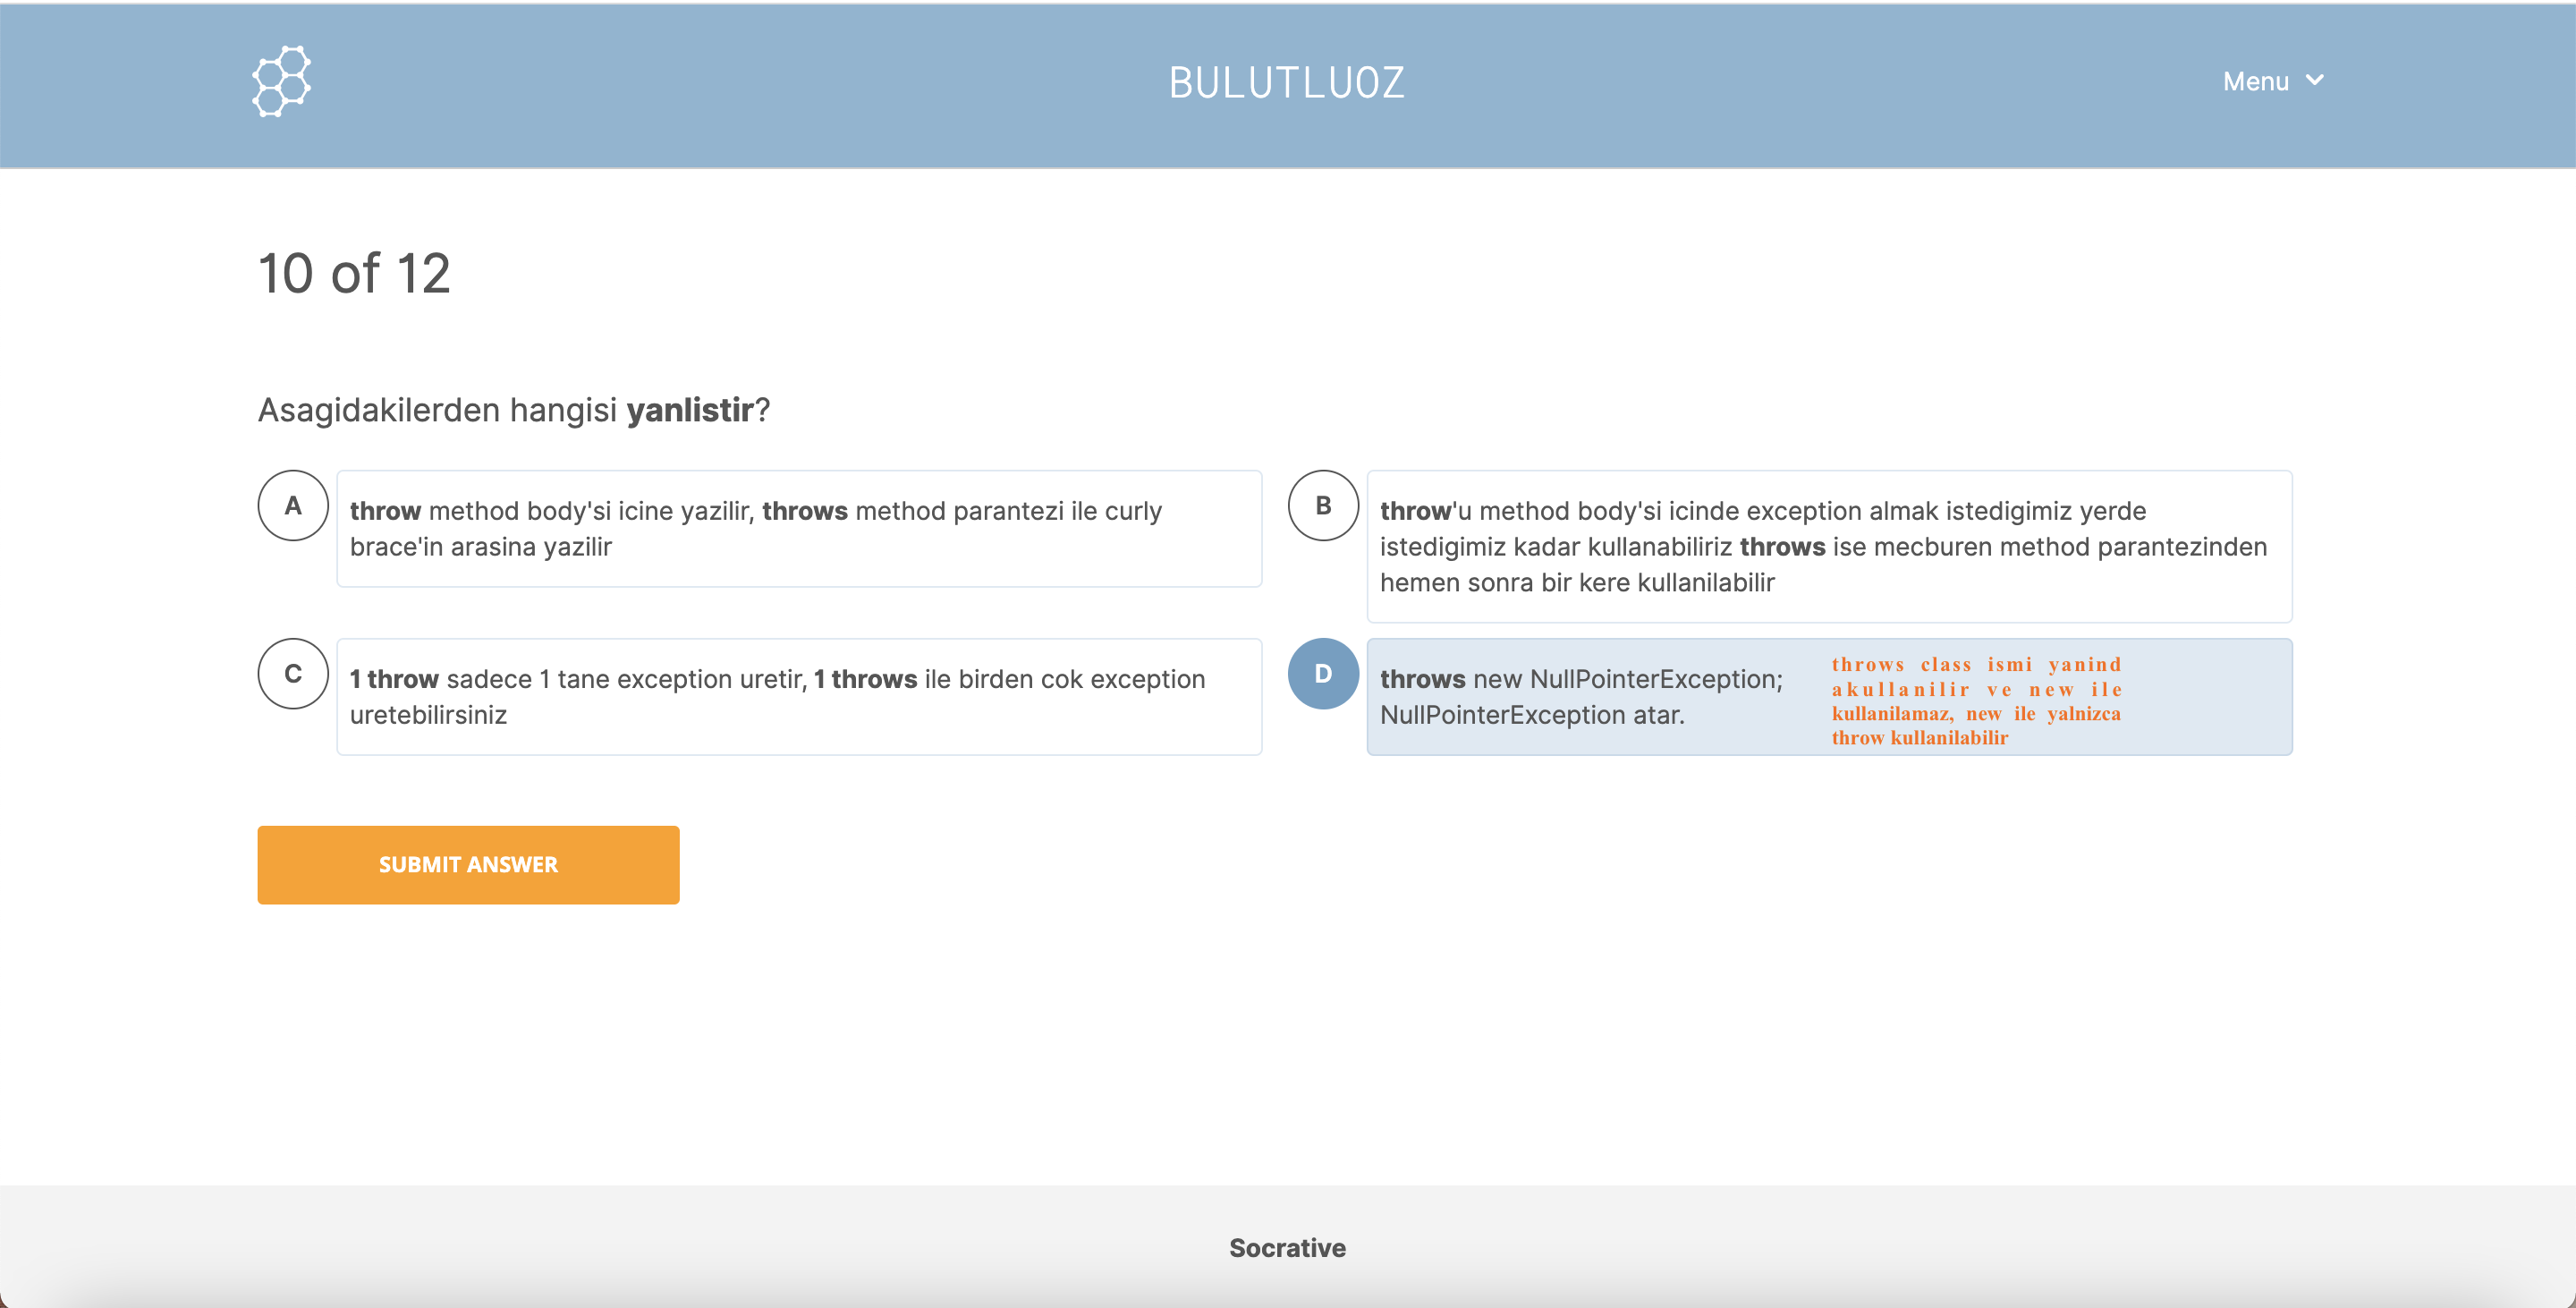 BULUTLUOZ
Menu
10 of 12
Asagidakilerden hangisi yanlistir?
A
throw method body'si icine yazilir, throws method parantezi ile curly
brace'in arasina yazilir
B
throw'u method body'si icinde exception almak istedigimiz yerde
istedigimiz kadar kullanabiliriz throws ise mecburen method parantezinden
hemen sonra bir kere kullanilabilir
C
1 throw sadece 1 tane exception uretir, 1 throws ile birden cok exception
uretebilirsiniz
D
throws new NullPointerException;
NullPointerException atar.
throws class ismi yanind
akullanilir ve new ile
kullanilamaz, new ile yalnizca
throw kullanilabilir
SUBMIT ANSWER
Socrative